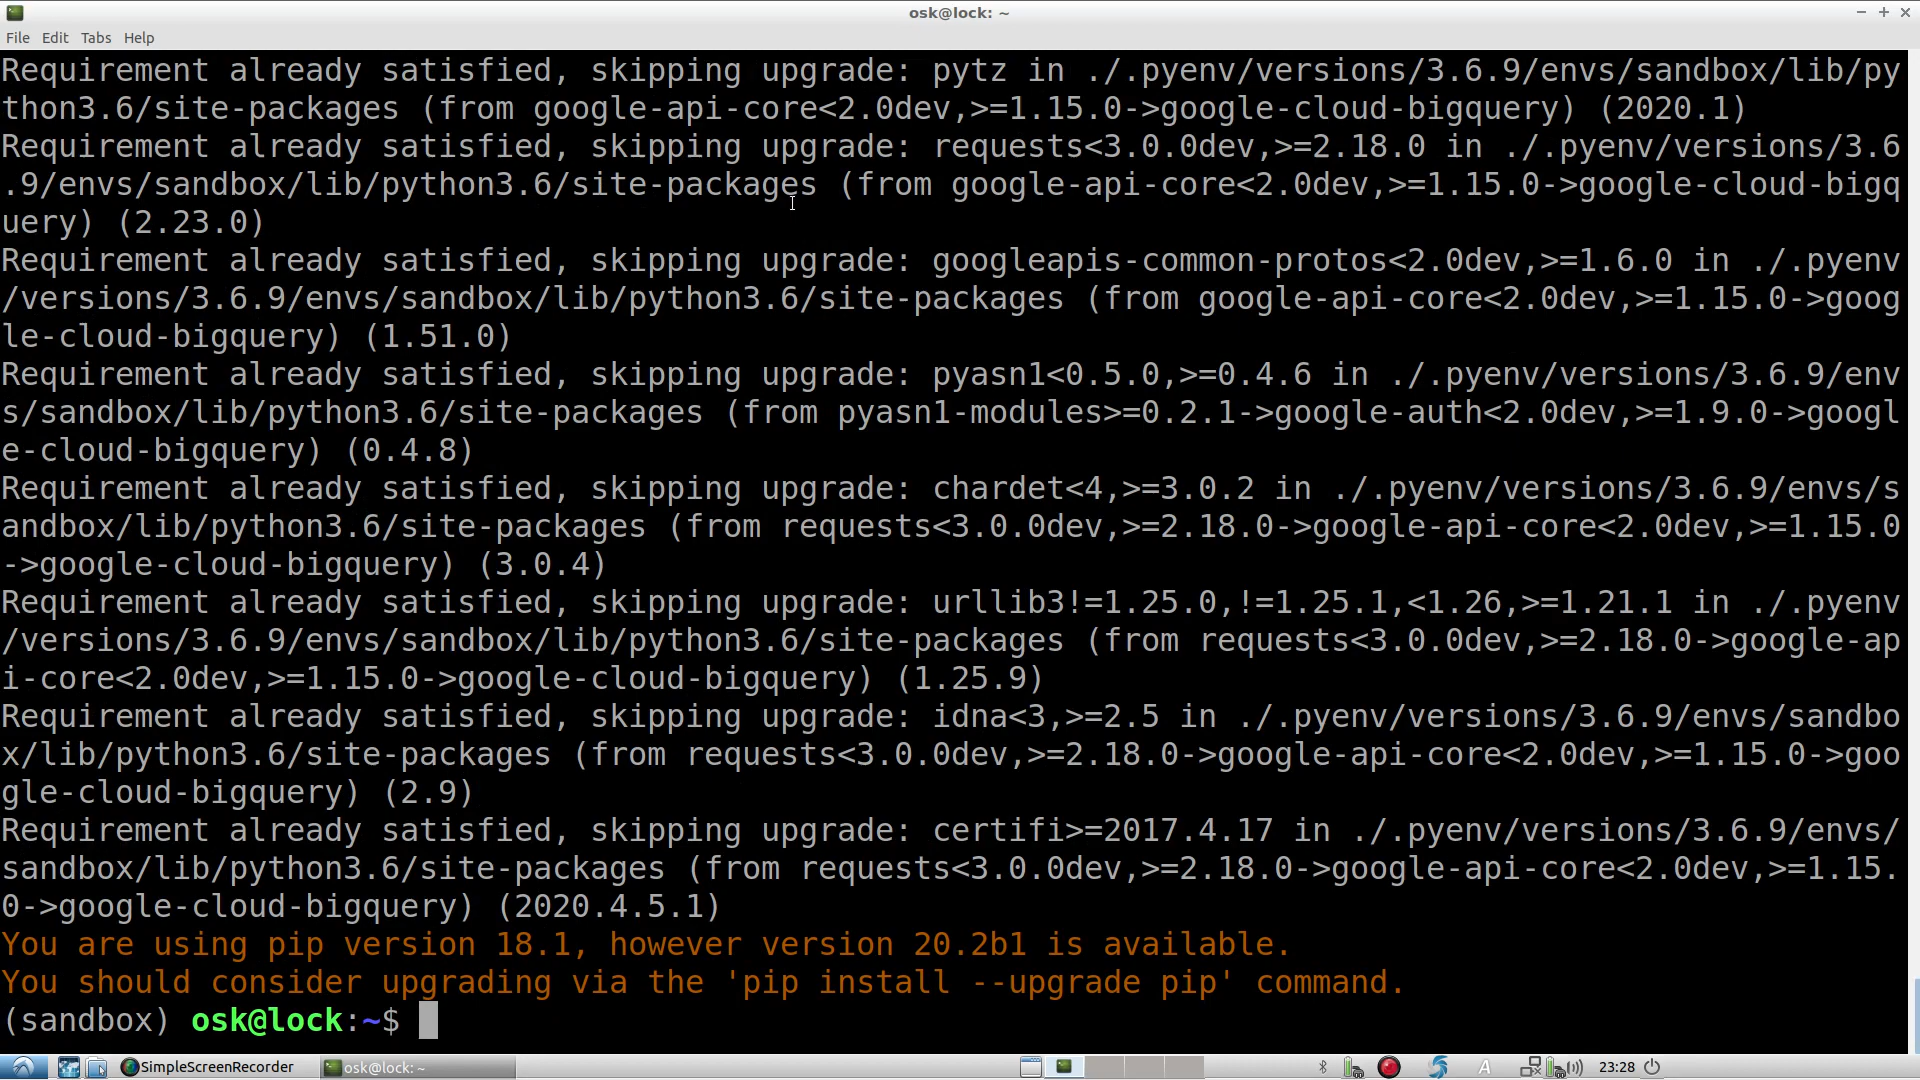 osk@lock: ~
File Edit Tabs Help
Requirement already satisfied, skipping upgrade: pytz in ./.pyenv/versions/3.6.9/envs/sandbox/lib/py
thon3.6/site-packages (from google-api-core<2.0dev,>=1.15.0->google-cloud-bigquery) (2020.1)
Requirement already satisfied, skipping upgrade: requests<3.0.0dev,>=2.18.0 in ./.pyenv/versions/3.6
.9/envs/sandbox/lib/python3.6/site-packages (from google-api-core<2.0dev,>=1.15.0->google-cloud-bigq
uery) (2.23.0)
Requirement already satisfied, skipping upgrade: googleapis-common-protos<2.0dev,>=1.6.0 in ./.pyenv
/versions/3.6.9/envs/sandbox/lib/python3.6/site-packages (from google-api-core<2.0dev,>=1.15.0->goog
le-cloud-bigquery) (1.51.0)
Requirement already satisfied, skipping upgrade: pyasn1<0.5.0,>=0.4.6 in ./.pyenv/versions/3.6.9/env
s/sandbox/lib/python3.6/site-packages (from pyasn1-modules>=0.2.1->google-auth<2.0dev,>=1.9.0->googl
e-cloud-bigquery) (0.4.8)
Requirement already satisfied, skipping upgrade: chardet<4,>=3.0.2 in ./.pyenv/versions/3.6.9/envs/s
andbox/lib/python3.6/site-packages (from requests<3.0.0dev,>=2.18.0->google-api-core<2.0dev,>=1.15.0
->google-cloud-bigquery) (3.0.4)
Requirement already satisfied, skipping upgrade: urllib3!=1.25.0,!=1.25.1,<1.26,>=1.21.1 in ./.pyenv
/versions/3.6.9/envs/sandbox/lib/python3.6/site-packages (from requests<3.0.0dev,>=2.18.0->google-ap
i-core<2.0dev,>=1.15.0->google-cloud-bigquery) (1.25.9)
Requirement already satisfied, skipping upgrade: idna<3,>=2.5 in ./.pyenv/versions/3.6.9/envs/sandbo
x/lib/python3.6/site-packages (from requests<3.0.0dev,>=2.18.0->google-api-core<2.0dev,>=1.15.0->goo
gle-cloud-bigquery) (2.9)
Requirement already satisfied, skipping upgrade: certifi>=2017.4.17 in ./.pyenv/versions/3.6.9/envs/
sandbox/lib/python3.6/site-packages (from requests<3.0.0dev,>=2.18.0->google-api-core<2.0dev,>=1.15.
0->google-cloud-bigquery) (2020.4.5.1)
You are using pip version 18.1, however version 20.2b1 is available.
You should consider upgrading via the 'pip install --upgrade pip' command.
(sandbox) osk@lock:~$
SimpleScreenRecorder osk@lock: ~ A 23:28